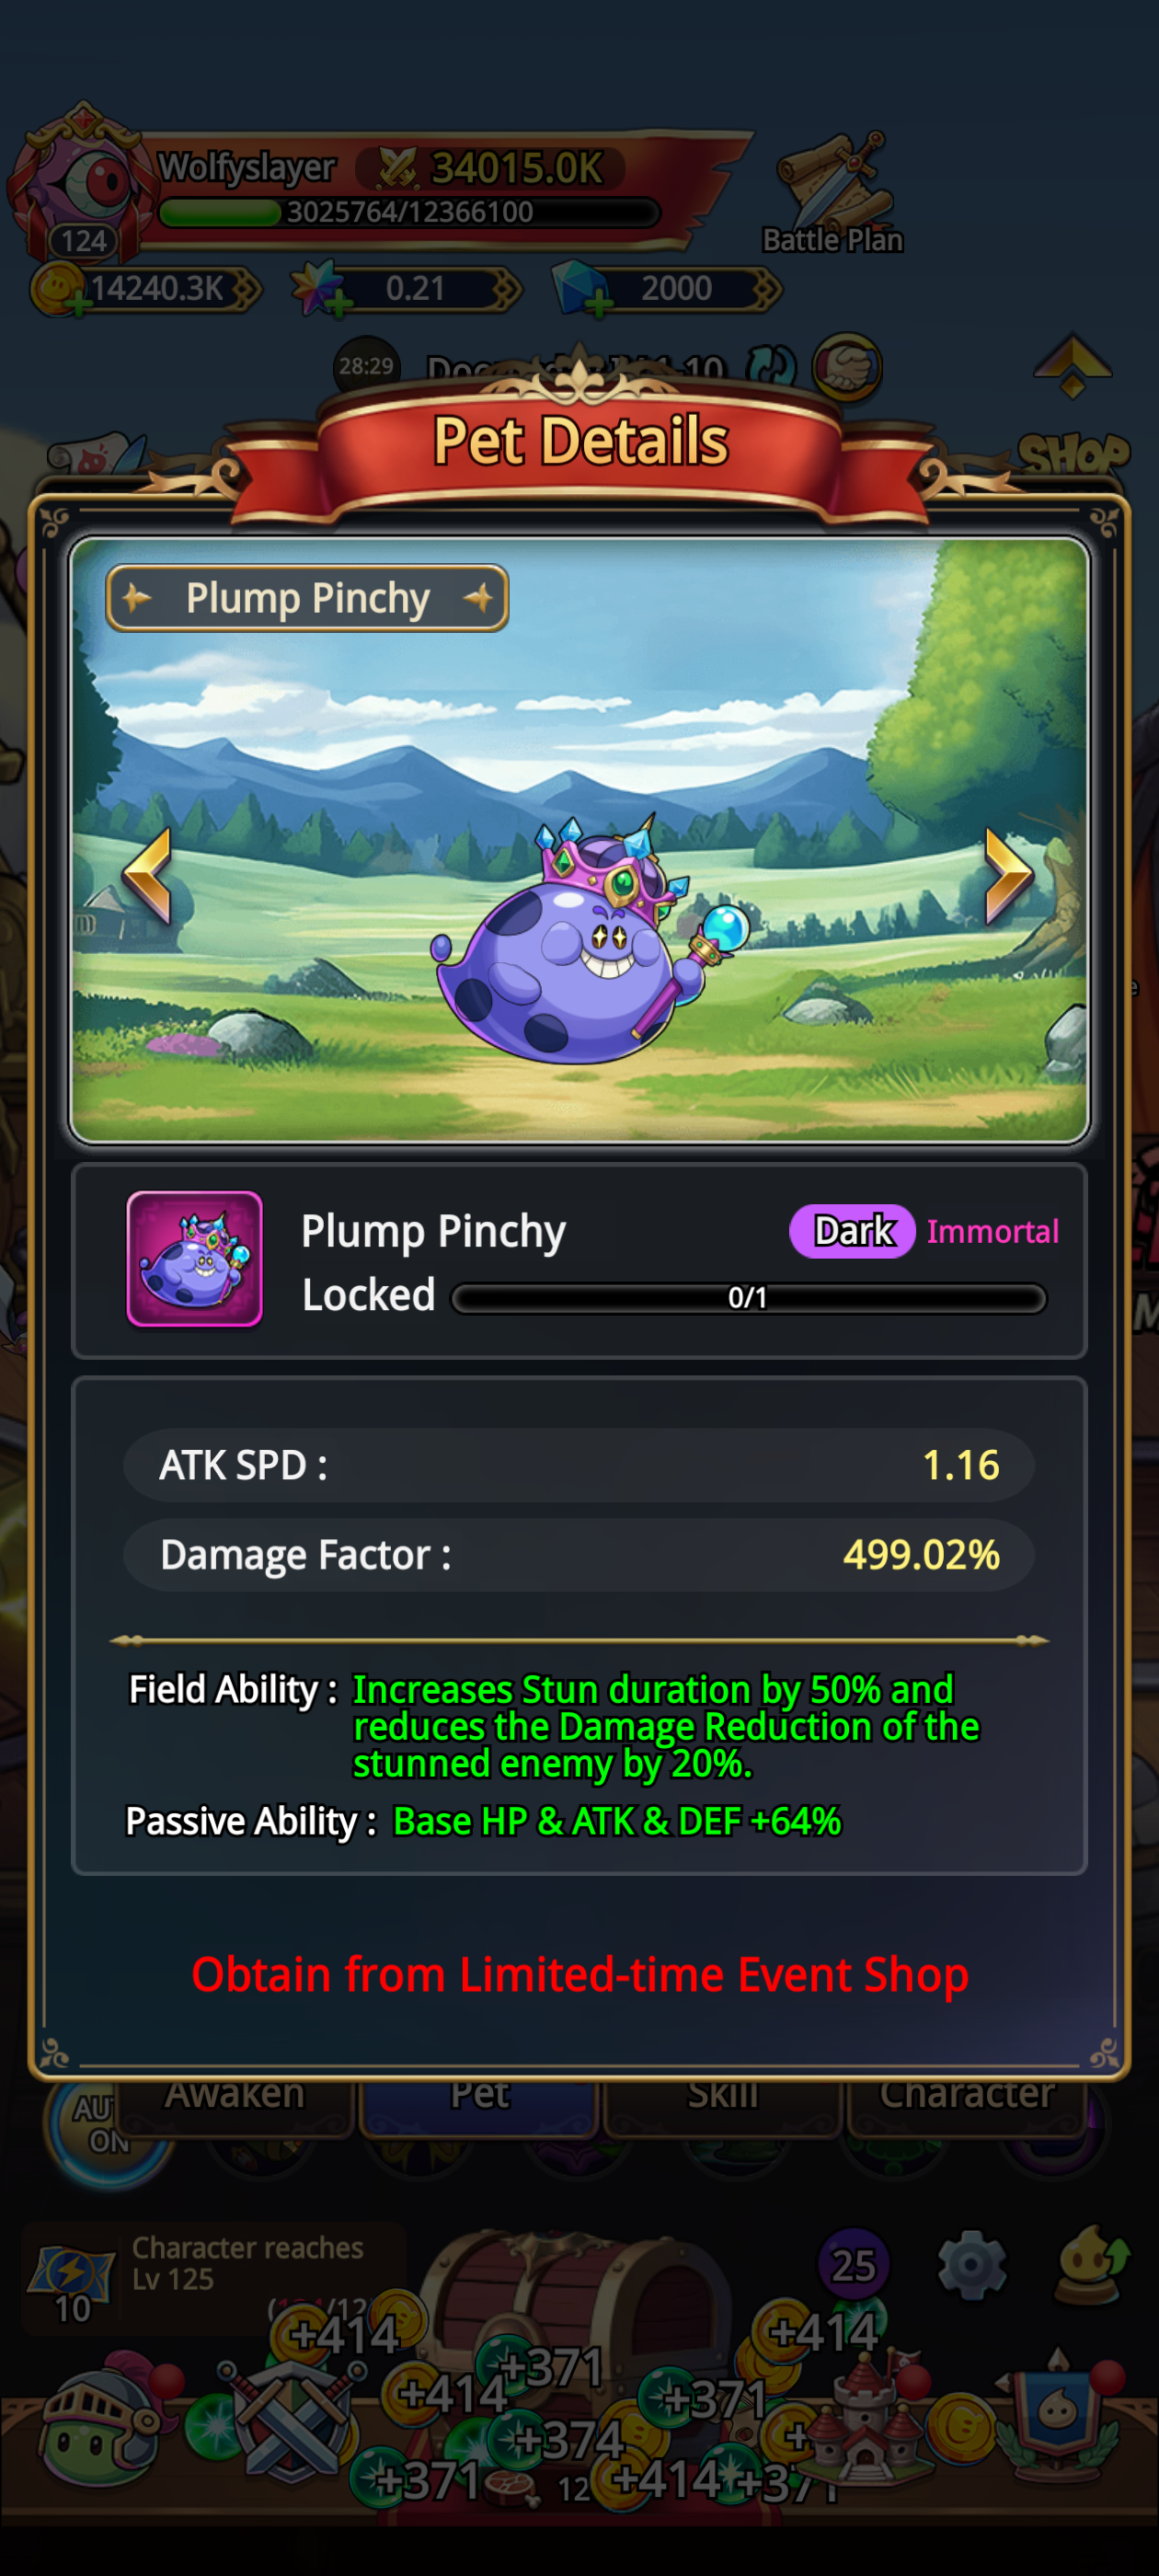 Wolfyslayer
34015.0K
3025764/12366100
124
Battle Plan
14240.3K
0.21
2000
28:29
SHOP
Pet Details
Plump Pinchy
Plump Pinchy
Dark
Immortal
Locked
0/1
ATK SPD :
1.16
Damage Factor :
499.02%
Field Ability :
Increases Stun duration by 50% and
reduces the Damage Reduction of the
stunned enemy by 20%.
Passive Ability :
Base HP & ATK & DEF +64%
Obtain from Limited-time Event Shop
Awaken
Pet
Skill
Character
ON
Character reaches
Lv 125
10
25
+414
+414
+371
+414
+371
+374
+371
12
+414
+371